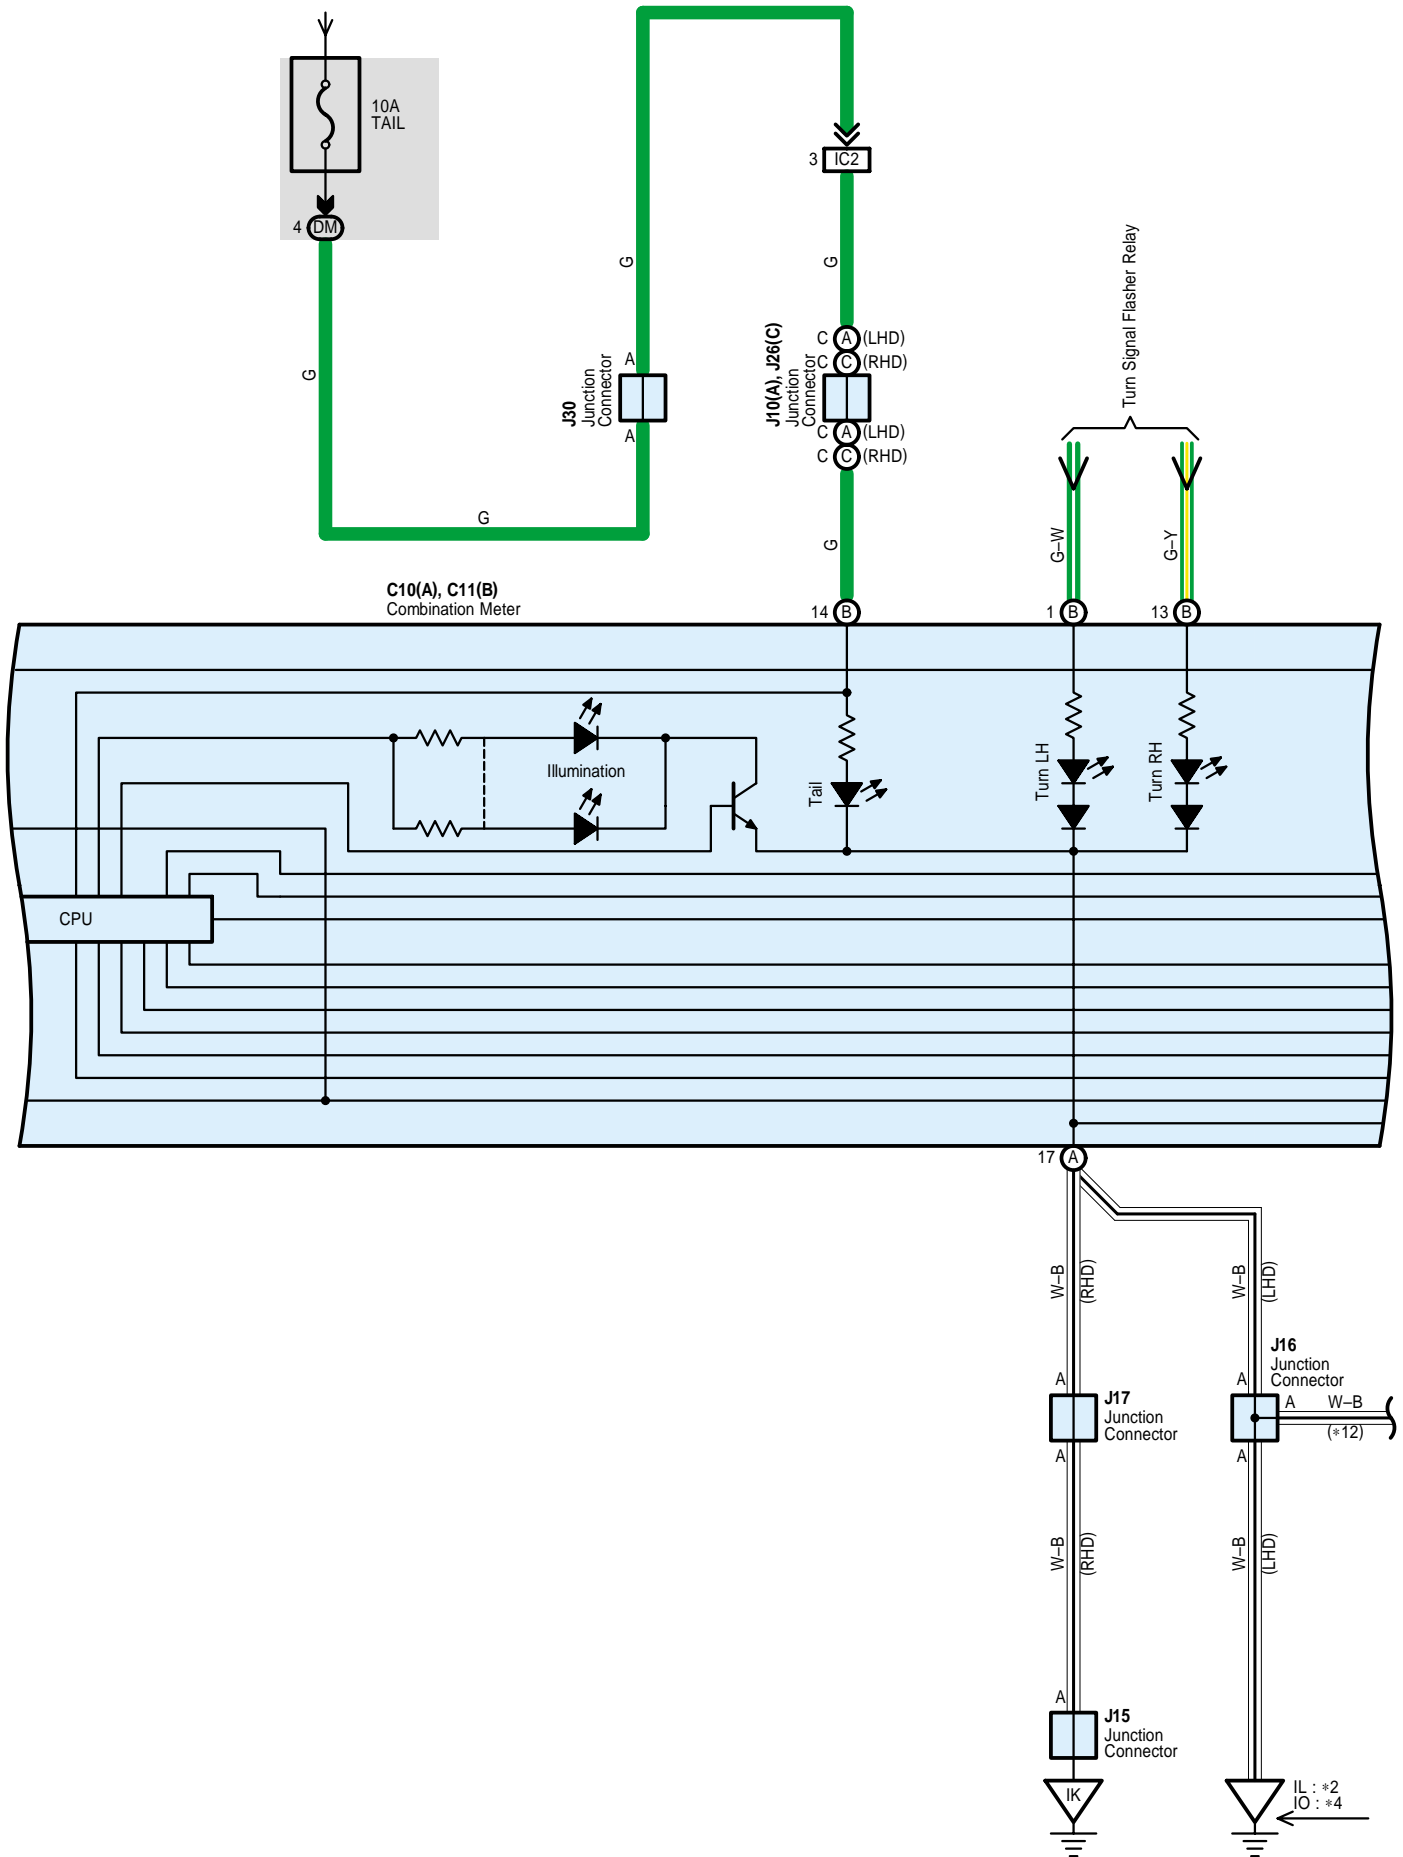 10A
TAIL
4 DM
G
G
J30
Junction
Connector
A
A
G
3 IC2
G
J10(A), J26(C)
Junction
Connector
C A (LHD)
C C (RHD)
C A (LHD)
C C (RHD)
G
Turn Signal Flasher Relay
G–W
G–Y
C10(A), C11(B)
Combination Meter
14 B
1 B
13 B
Illumination
Tail
Turn LH
Turn RH
CPU
17 A
W–B
(RHD)
W–B
(LHD)
A
J17
Junction
Connector
A
A
J16
Junction
Connector
A W–B
(*12)
A
W–B
(RHD)
W–B
(LHD)
A
J15
Junction
Connector
IK
IL : *2
IO : *4